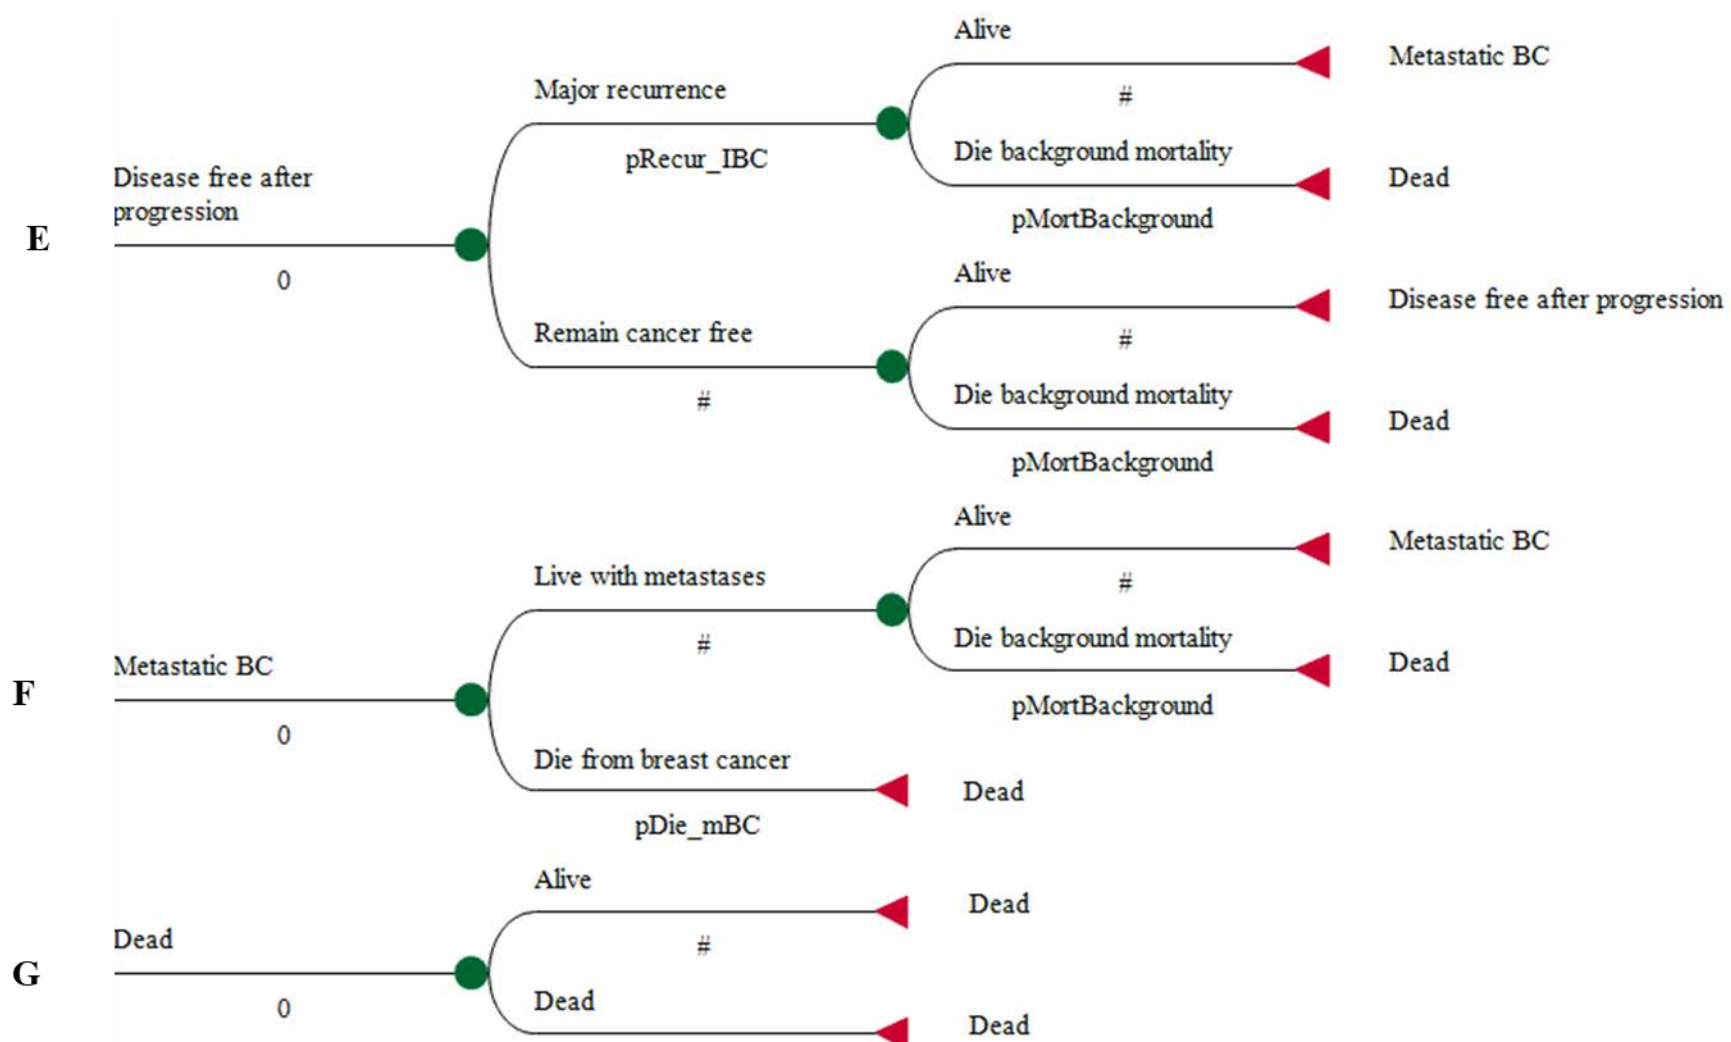 Alive
Metastatic BC
#
Major recurrence
pRecur_IBC
Die background mortality
Dead
pMortBackground
Disease free after
progression
E
0
Alive
Disease free after progression
#
Remain cancer free
#
Die background mortality
Dead
pMortBackground
Alive
Metastatic BC
#
Live with metastases
#
Die background mortality
Dead
pMortBackground
Metastatic BC
F
0
Die from breast cancer
Dead
pDie_mBC
Alive
Dead
#
Dead
G
0
Dead
Dead